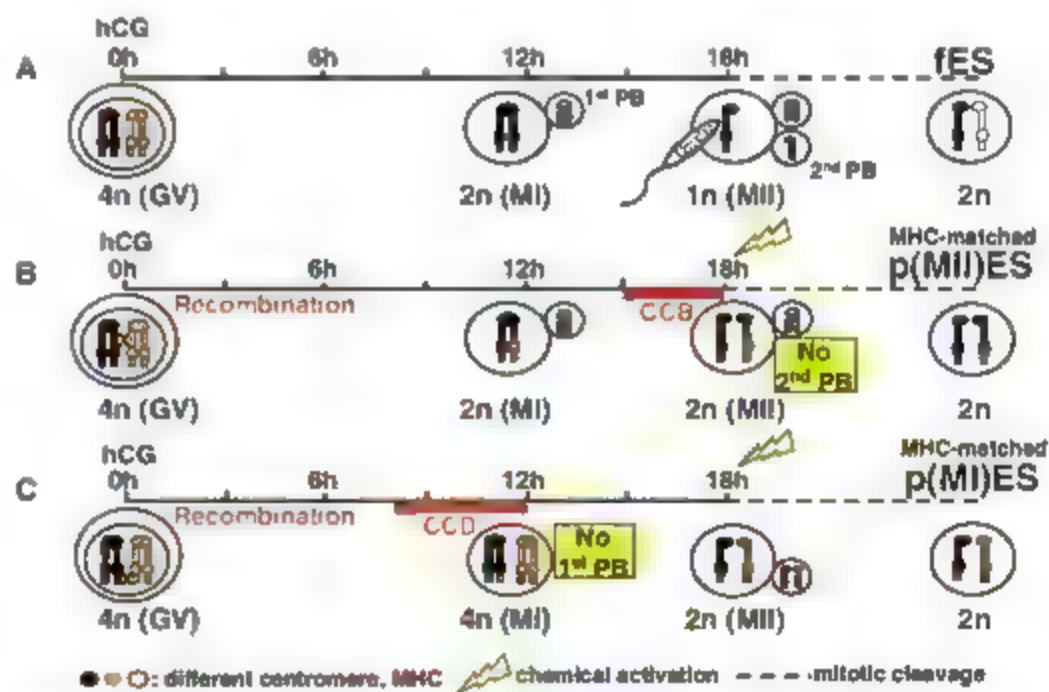 hCG
0h 6h 12h 18h
A fES
1st PB
2nd PB
4n (GV) 2n (MI) 1n (MII) 2n
hCG
0h 6h 12h 18h
MHC-matched
B p(MII)ES
Recombination
No
2nd PB
4n (GV) 2n (MI) 2n (MII) 2n
hCG
0h 6h 12h 18h
MHC-matched
C p(MI)ES
Recombination
No
1st PB
4n (GV) 4n (MI) 2n (MII) 2n
: different centromere, MHC chemical activation mitotic cleavage